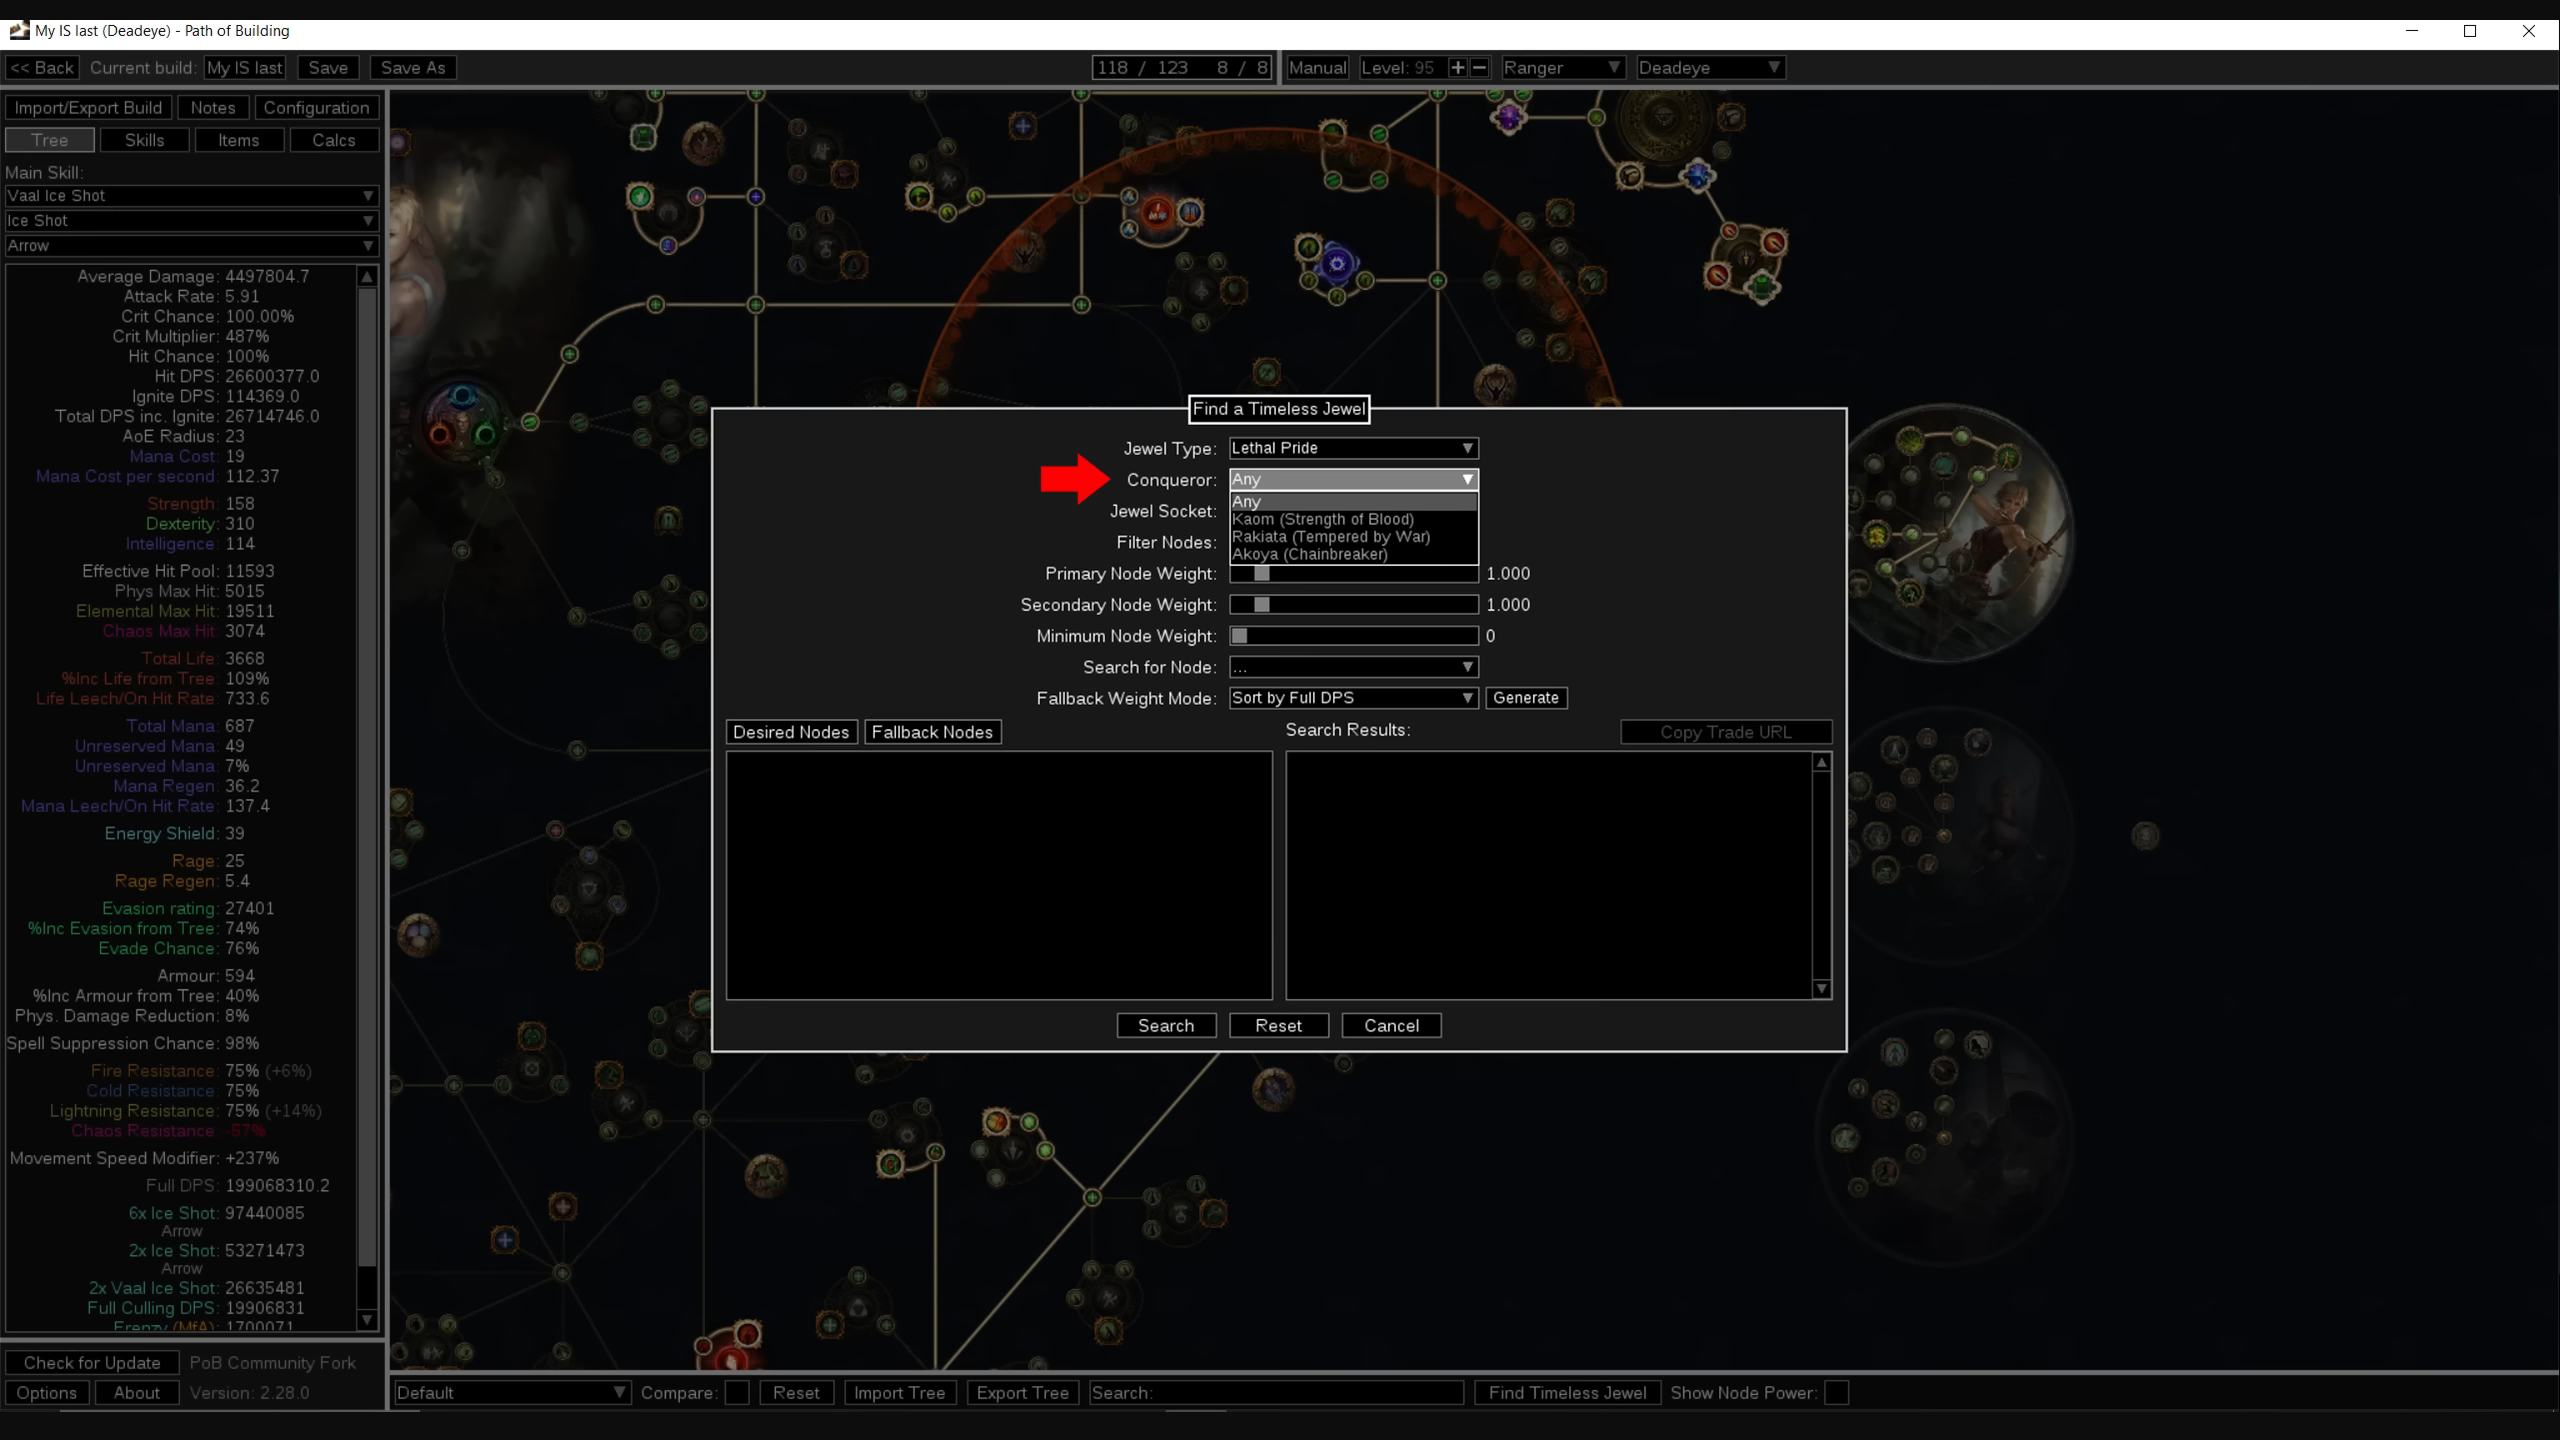 My IS last (Deadeye) - Path of Building
<< Back Current build: My IS last Save Save As 118 / 123 8 / 8 Manual Level: 95 + − Ranger Deadeye
Import/Export Build Notes Configuration
Tree Skills Items Calcs
Main Skill:
Vaal Ice Shot
Ice Shot
Arrow
Average Damage: 4497804.7
Attack Rate: 5.91
Crit Chance: 100.00%
Crit Multiplier: 487%
Hit Chance: 100%
Hit DPS: 26600377.0
Ignite DPS: 114369.0
Total DPS inc. Ignite: 26714746.0
AoE Radius: 23
Mana Cost: 19
Mana Cost per second: 112.37
Strength: 158
Dexterity: 310
Intelligence: 114
Effective Hit Pool: 11593
Phys Max Hit: 5015
Elemental Max Hit: 19511
Chaos Max Hit: 3074
Total Life: 3668
%Inc Life from Tree: 109%
Life Leech/On Hit Rate: 733.6
Total Mana: 687
Unreserved Mana: 49
Unreserved Mana: 7%
Mana Regen: 36.2
Mana Leech/On Hit Rate: 137.4
Energy Shield: 39
Rage: 25
Rage Regen: 5.4
Evasion rating: 27401
%Inc Evasion from Tree: 74%
Evade Chance: 76%
Armour: 594
%Inc Armour from Tree: 40%
Phys. Damage Reduction: 8%
Spell Suppression Chance: 98%
Fire Resistance: 75% (+6%)
Cold Resistance: 75%
Lightning Resistance: 75% (+14%)
Chaos Resistance: -57%
Movement Speed Modifier: +237%
Full DPS: 199068310.2
6x Ice Shot: 97440085
Arrow
2x Ice Shot: 53271473
Arrow
2x Vaal Ice Shot: 26635481
Full Culling DPS: 19906831
Frenzy (MfA): 1700071
Check for Update PoB Community Fork
Options About Version: 2.28.0
Find a Timeless Jewel
Jewel Type: Lethal Pride
Conqueror: Any
Any
Jewel Socket:
Kaom (Strength of Blood)
Rakiata (Tempered by War)
Filter Nodes:
Akoya (Chainbreaker)
Primary Node Weight: 1.000
Secondary Node Weight: 1.000
Minimum Node Weight: 0
Search for Node: ...
Fallback Weight Mode: Sort by Full DPS Generate
Desired Nodes Fallback Nodes Search Results: Copy Trade URL
Search Reset Cancel
Default Compare: Reset Import Tree Export Tree Search: Find Timeless Jewel Show Node Power: